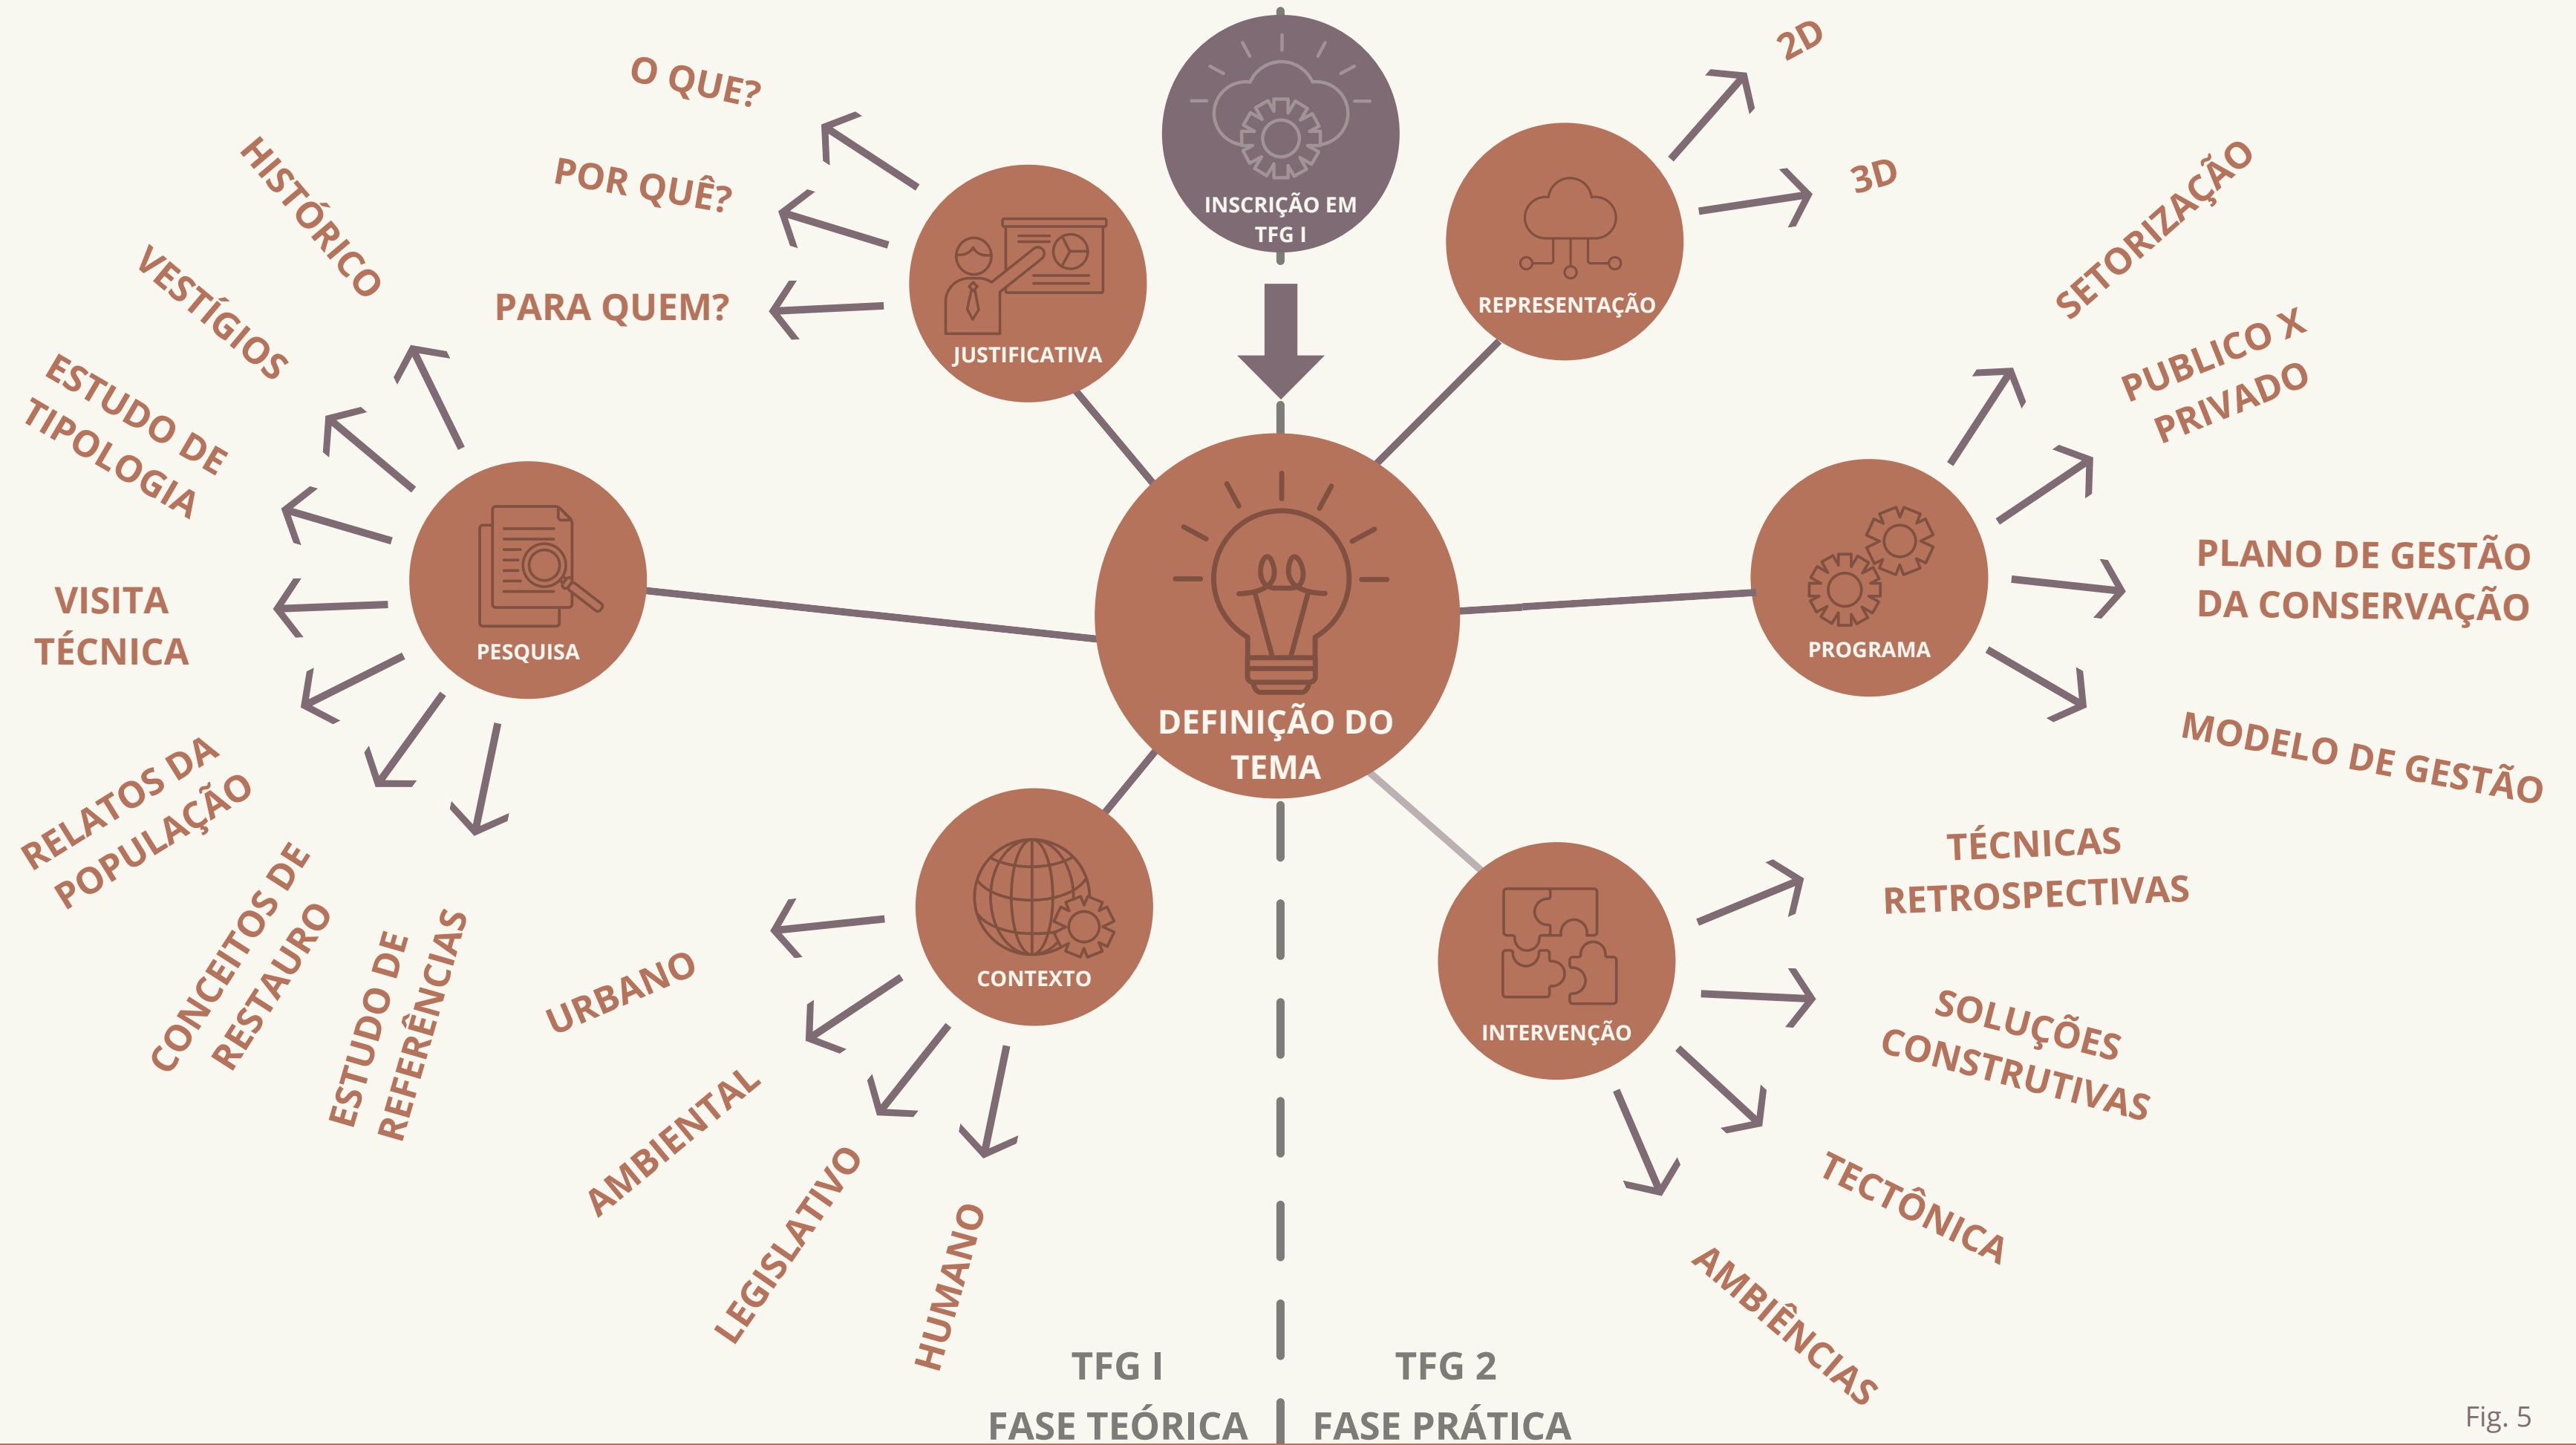 INSCRIÇÃO EM
TFG I
O QUE?
POR QUÊ?
PARA QUEM?
JUSTIFICATIVA
REPRESENTAÇÃO
2D
3D
HISTÓRICO
VESTÍGIOS
ESTUDO DE
TIPOLOGIA
VISITA
TÉCNICA
RELATOS DA
POPULAÇÃO
CONCEITOS DE
RESTAURO
ESTUDO DE
REFERÊNCIAS
PESQUISA
DEFINIÇÃO DO
TEMA
PROGRAMA
SETORIZAÇÃO
PUBLICO X
PRIVADO
PLANO DE GESTÃO
DA CONSERVAÇÃO
MODELO DE GESTÃO
CONTEXTO
URBANO
AMBIENTAL
LEGISLATIVO
HUMANO
INTERVENÇÃO
TÉCNICAS
RETROSPECTIVAS
SOLUÇÕES
CONSTRUTIVAS
TECTÔNICA
AMBIÊNCIAS
TFG I
FASE TEÓRICA
TFG 2
FASE PRÁTICA
Fig. 5